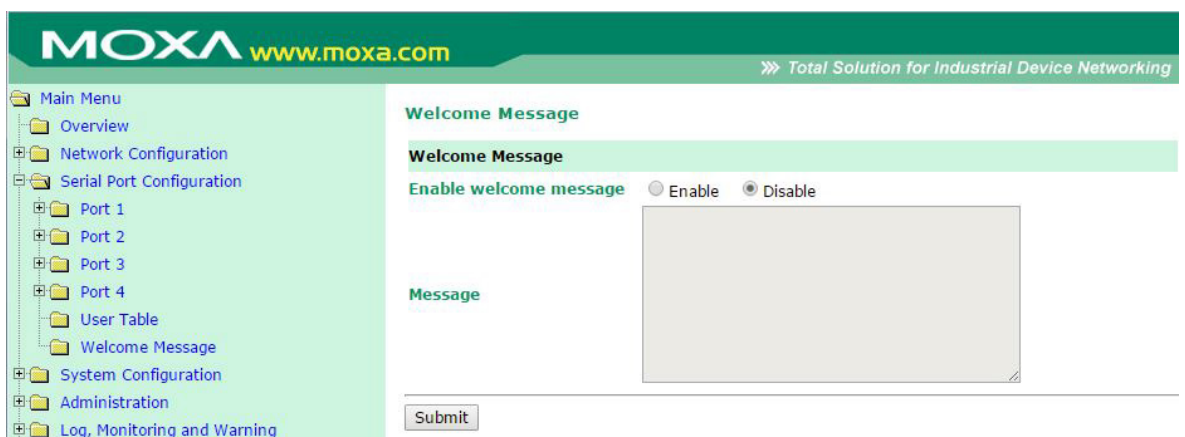 MOXA www.moxa.com
Total Solution for Industrial Device Networking
Main Menu
Overview
Network Configuration
Serial Port Configuration
Port 1
Port 2
Port 3
Port 4
User Table
Welcome Message
System Configuration
Administration
Log, Monitoring and Warning
Welcome Message
Welcome Message
Enable welcome message Enable Disable
Message
Submit